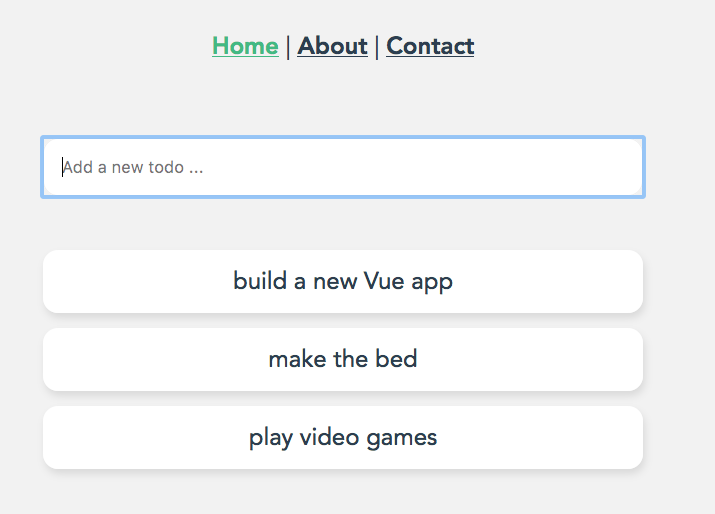 Home | About | Contact
Add a new todo ...
build a new Vue app
make the bed
play video games